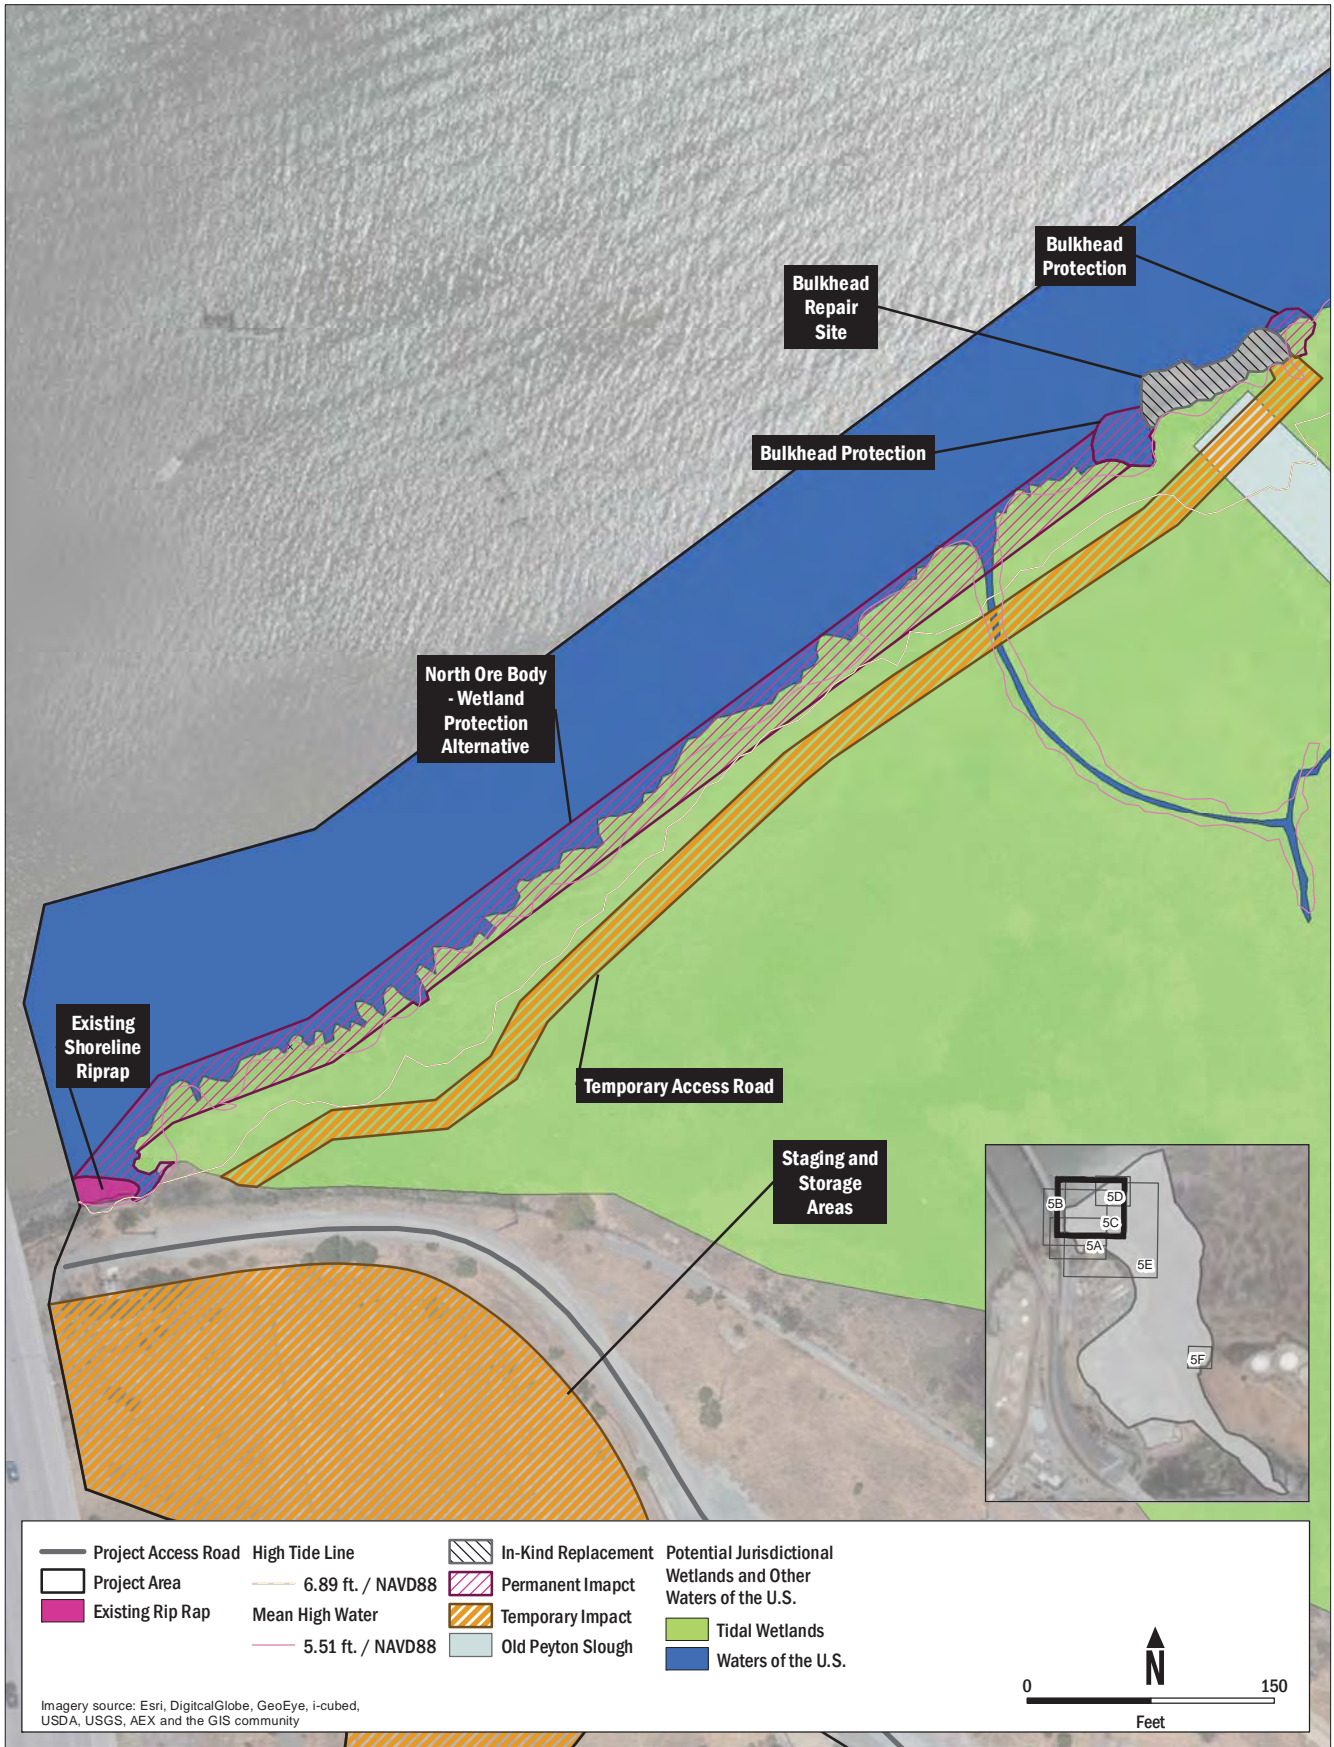 Bulkhead
Protection
Bulkhead
Repair
Site
Bulkhead Protection
North Ore Body
- Wetland
Protection
Alternative
Existing
Shoreline
Riprap
Temporary Access Road
Staging and
Storage
Areas
5B
5D
5C
5A
5E
5F
Project Access Road
Project Area
Existing Rip Rap
High Tide Line
6.89 ft. / NAVD88
Mean High Water
5.51 ft. / NAVD88
In-Kind Replacement
Permanent Imapct
Temporary Impact
Old Peyton Slough
Potential Jurisdictional
Wetlands and Other
Waters of the U.S.
Tidal Wetlands
Waters of the U.S.
N
0 150
Feet
Imagery source: Esri, DigitcalGlobe, GeoEye, i-cubed,
USDA, USGS, AEX and the GIS community